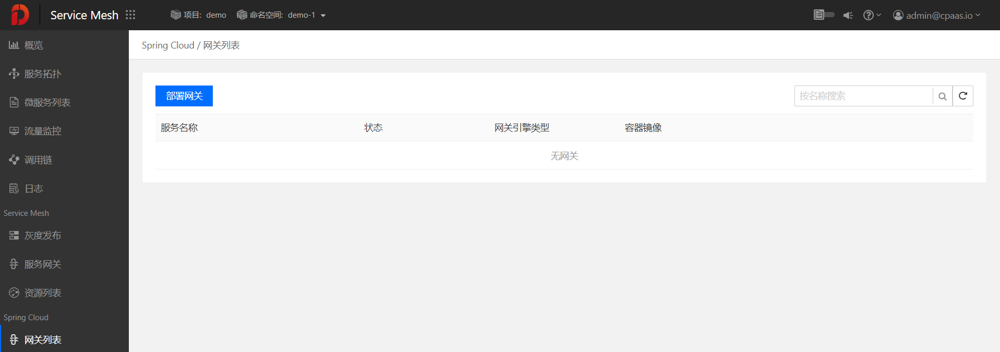 Service Mesh
项目: demo
命名空间: demo-1
admin@cpaas.io
概览
服务拓扑
微服务列表
流量监控
调用链
日志
Service Mesh
灰度发布
服务网关
资源列表
Spring Cloud
网关列表
Spring Cloud / 网关列表
部署网关
按名称搜索
服务名称 状态 网关引擎类型 容器镜像
无网关